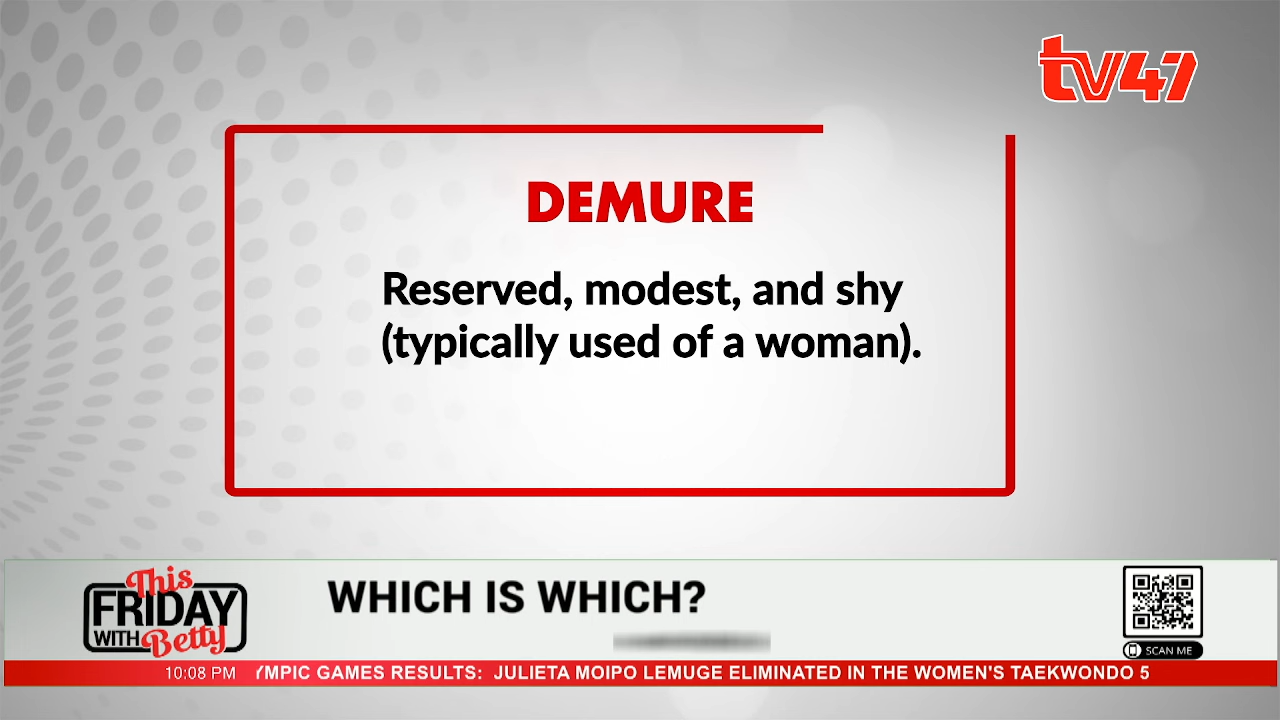 tv47
DEMURE
Reserved, modest, and shy
(typically used of a woman).
This
FRIDAY
WITH Betty
WHICH IS WHICH?
SCAN ME
10:08 PM YMPIC GAMES RESULTS: JULIETA MOIPO LEMUGE ELIMINATED IN THE WOMEN'S TAEKWONDO 5